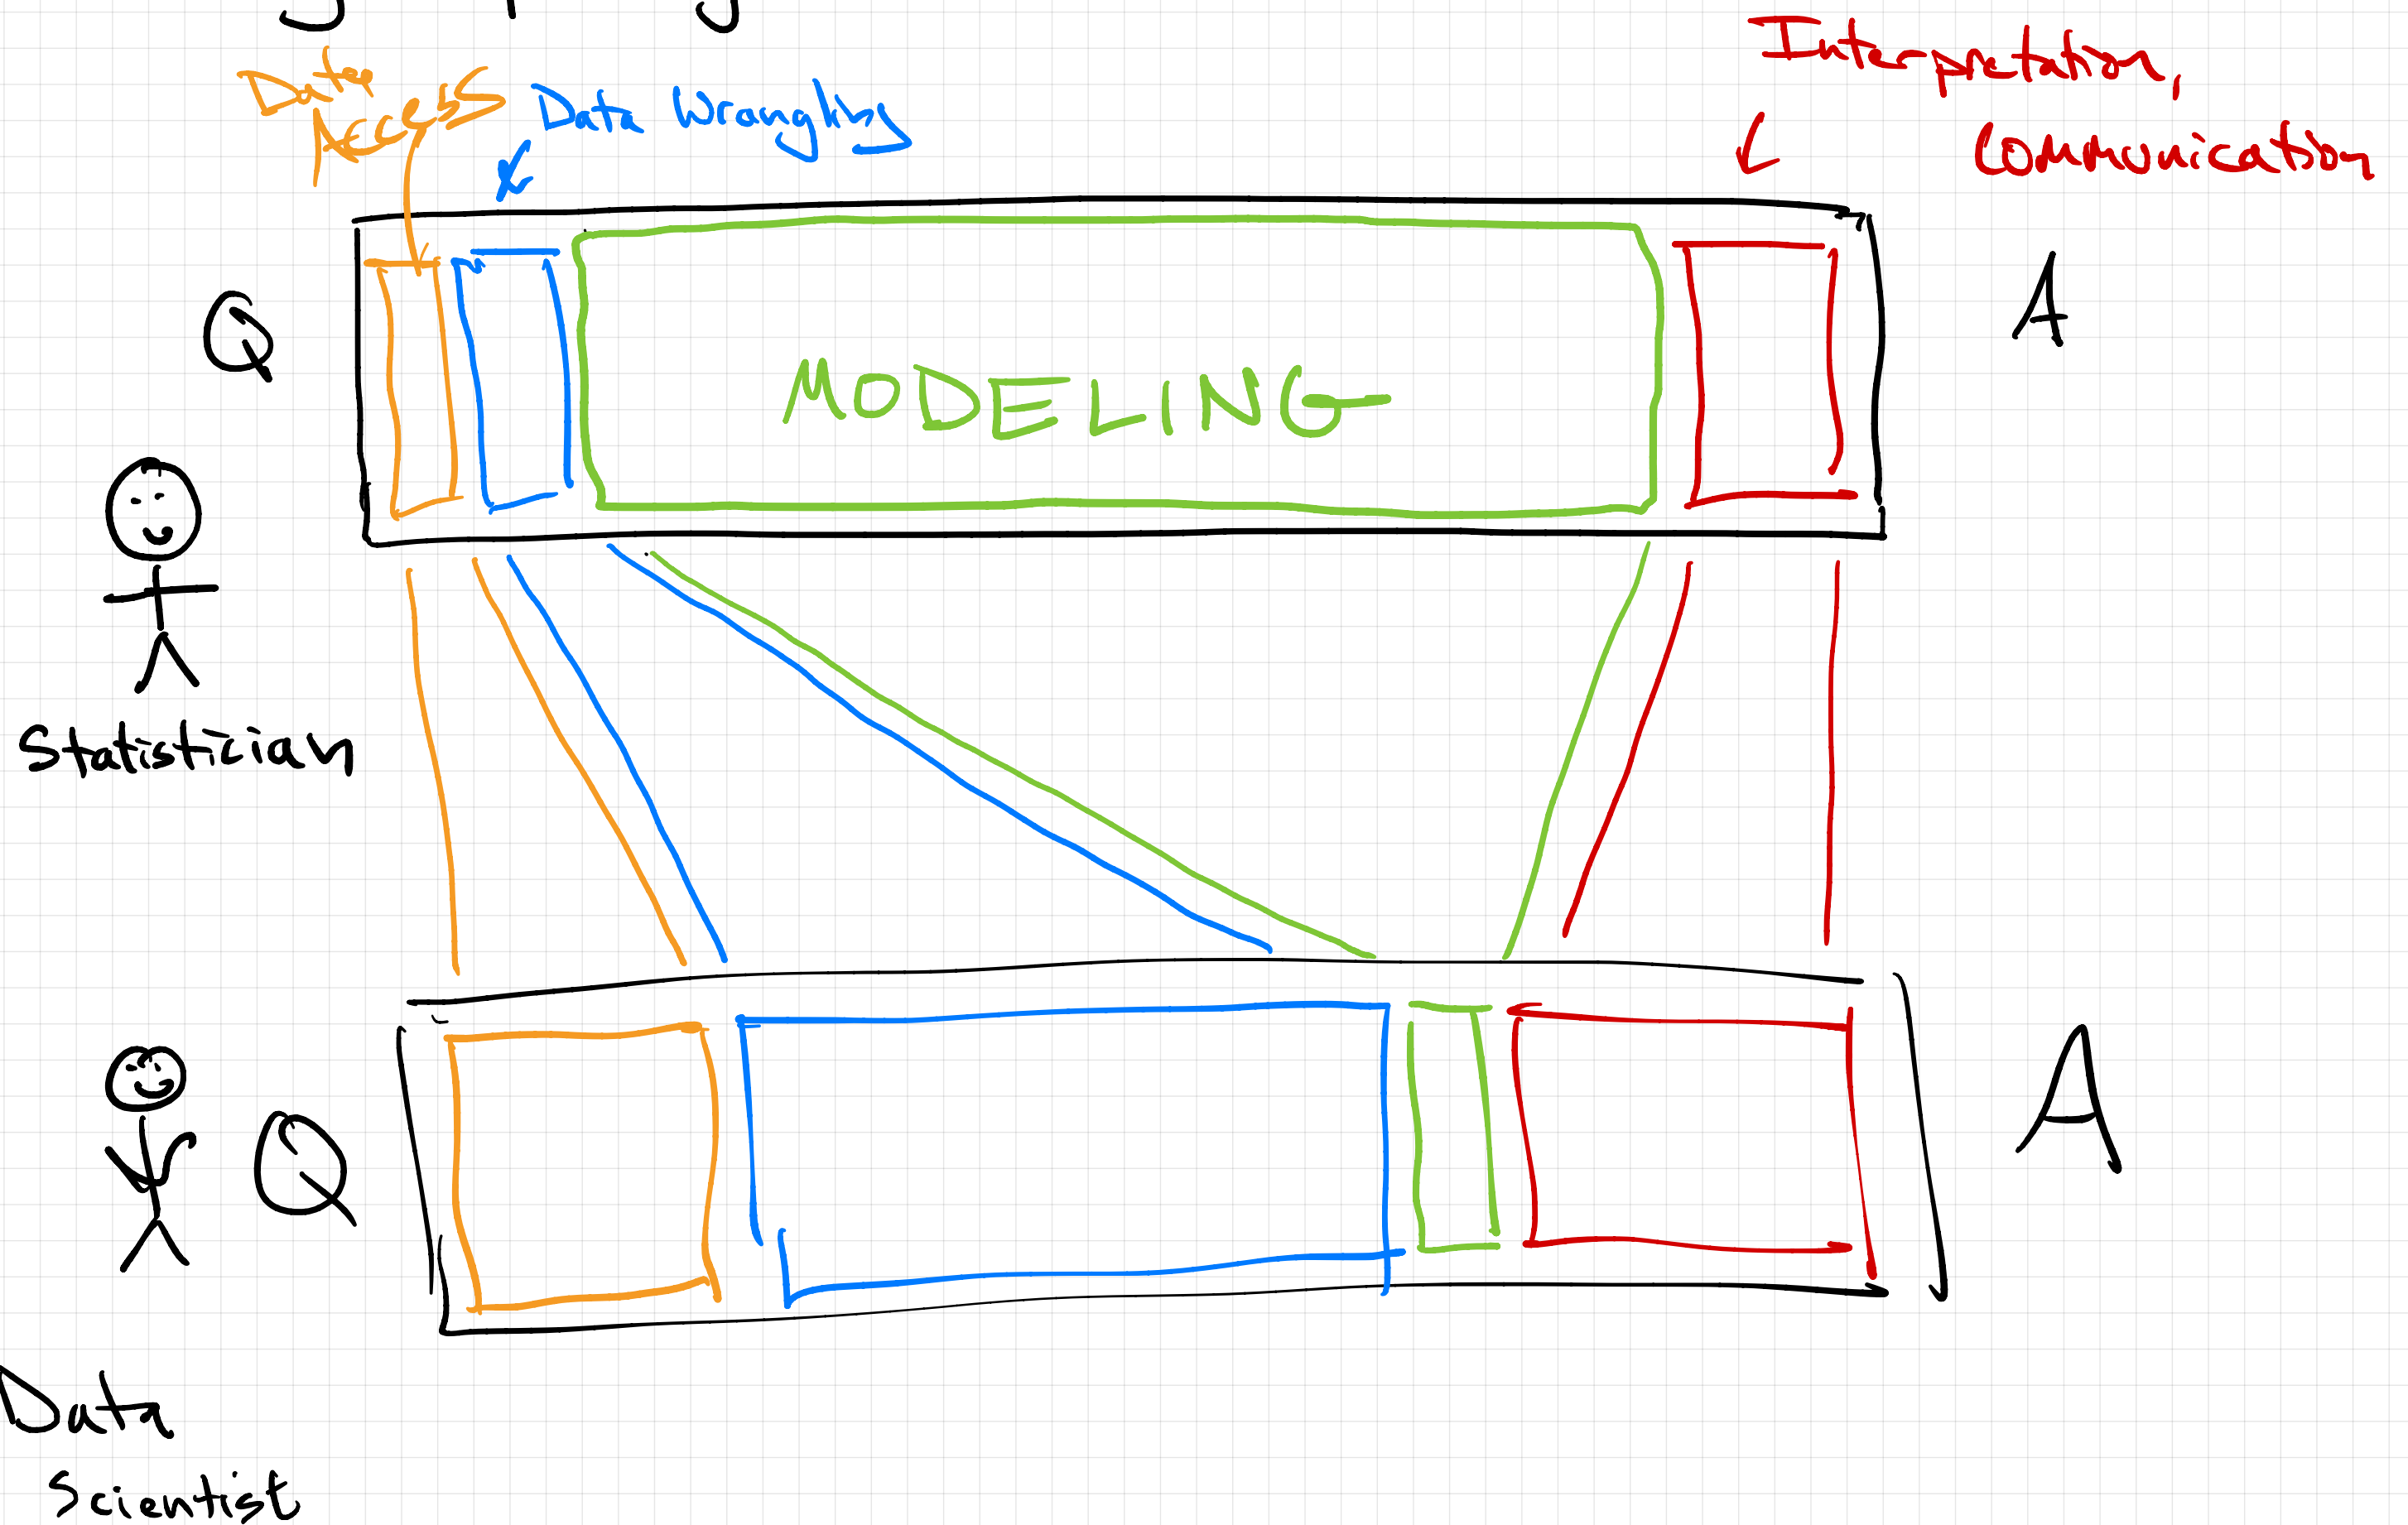 Data
Access
Data Wrangling
Interpretation,
Communication
Q
MODELING
A
Statistician
Q
A
Data
Scientist